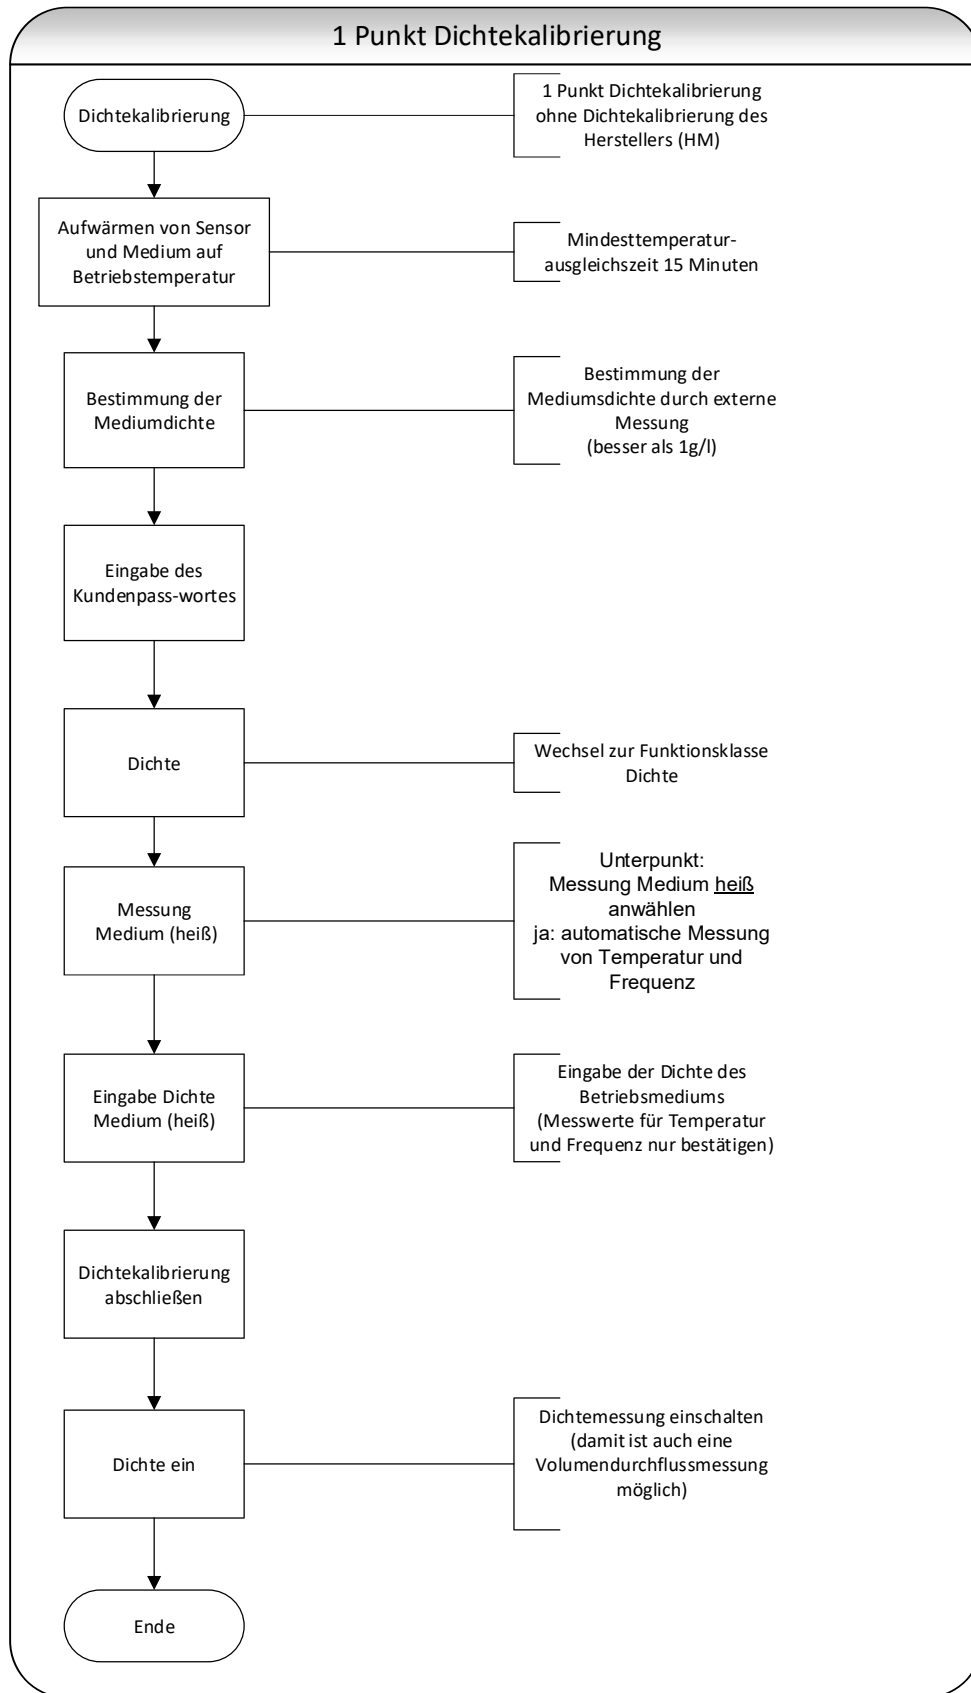 1 Punkt Dichtekalibrierung
Dichtekalibrierung
1 Punkt Dichtekalibrierung
ohne Dichtekalibrierung des
Herstellers (HM)
Aufwärmen von Sensor
und Medium auf
Betriebstemperatur
Mindesttemperatur-
ausgleichszeit 15 Minuten
Bestimmung der
Mediumdichte
Bestimmung der
Mediumsdichte durch externe
Messung
(besser als 1g/l)
Eingabe des
Kundenpass-wortes
Dichte
Wechsel zur Funktionsklasse
Dichte
Messung
Medium (heiß)
Unterpunkt:
Messung Medium heiß
anwählen
ja: automatische Messung
von Temperatur und
Frequenz
Eingabe Dichte
Medium (heiß)
Eingabe der Dichte des
Betriebsmediums
(Messwerte für Temperatur
und Frequenz nur bestätigen)
Dichtekalibrierung
abschließen
Dichte ein
Dichtemessung einschalten
(damit ist auch eine
Volumendurchflussmessung
möglich)
Ende